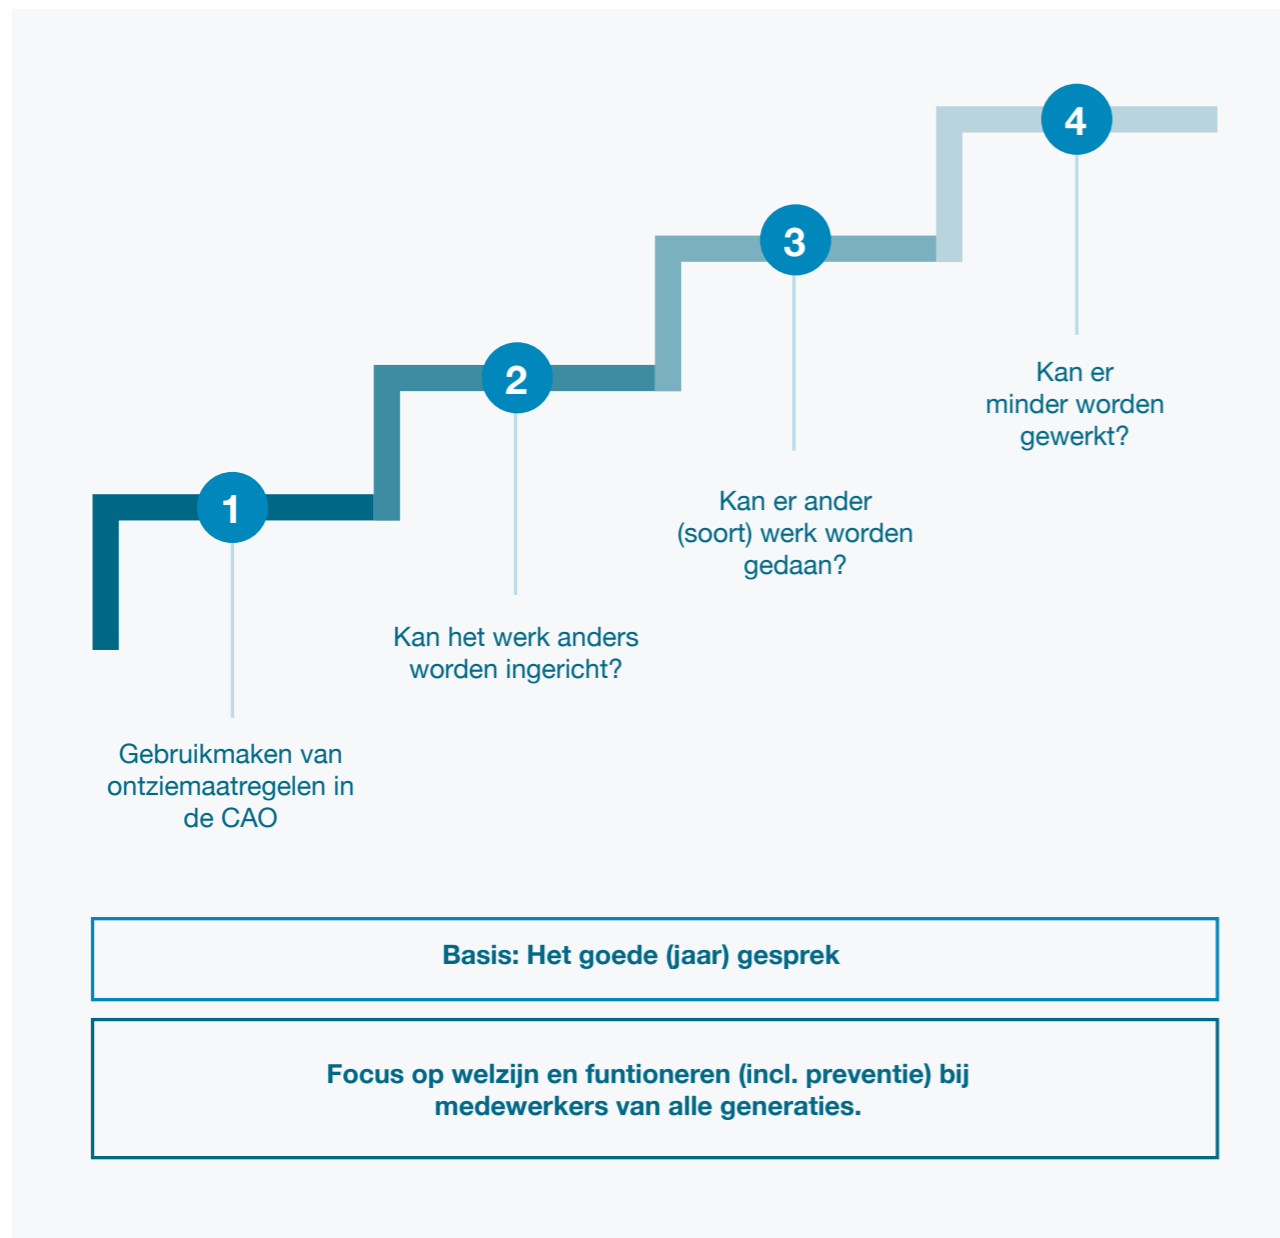 1
Gebruikmaken van
ontziemaatregelen in
de CAO
2
Kan het werk anders
worden ingericht?
3
Kan er ander
(soort) werk worden
gedaan?
4
Kan er
minder worden
gewerkt?
Basis: Het goede (jaar) gesprek
Focus op welzijn en funtioneren (incl. preventie) bij
medewerkers van alle generaties.